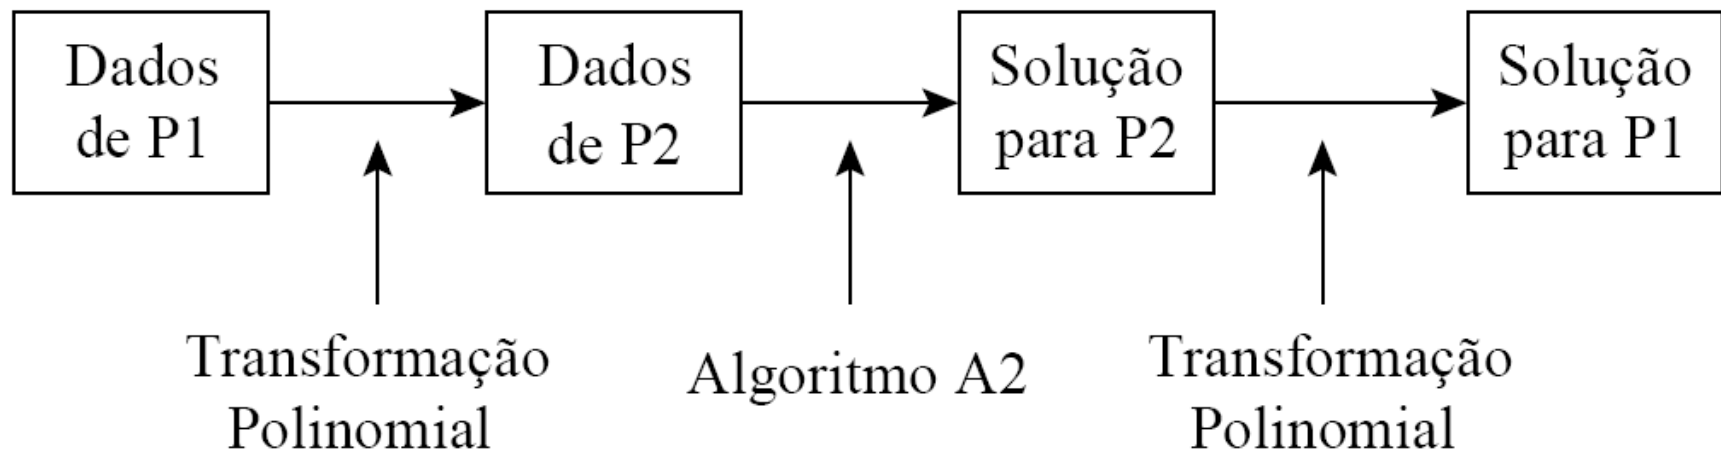 Dados
de P1
Dados
de P2
Solução
para P2
Solução
para P1
Transformação
Polinomial
Algoritmo A2
Transformação
Polinomial